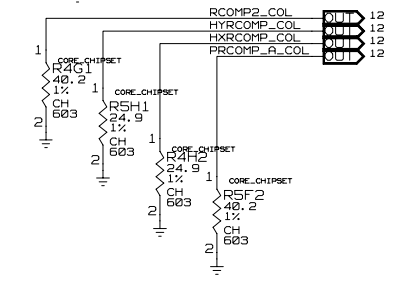 RCOMP2_COL OUT 12
HYRCOMP_COL OUT 12
HXRCOMP_COL OUT 12
PRCOMP_A_COL OUT 12
1
CORE_CHIPSET
R4G1
40.2
1%
CH
603
2
1
CORE_CHIPSET
R5H1
24.9
1%
CH
603
2
1
CORE_CHIPSET
R4H2
24.9
1%
CH
603
2
1
CORE_CHIPSET
R5F2
40.2
1%
CH
603
2